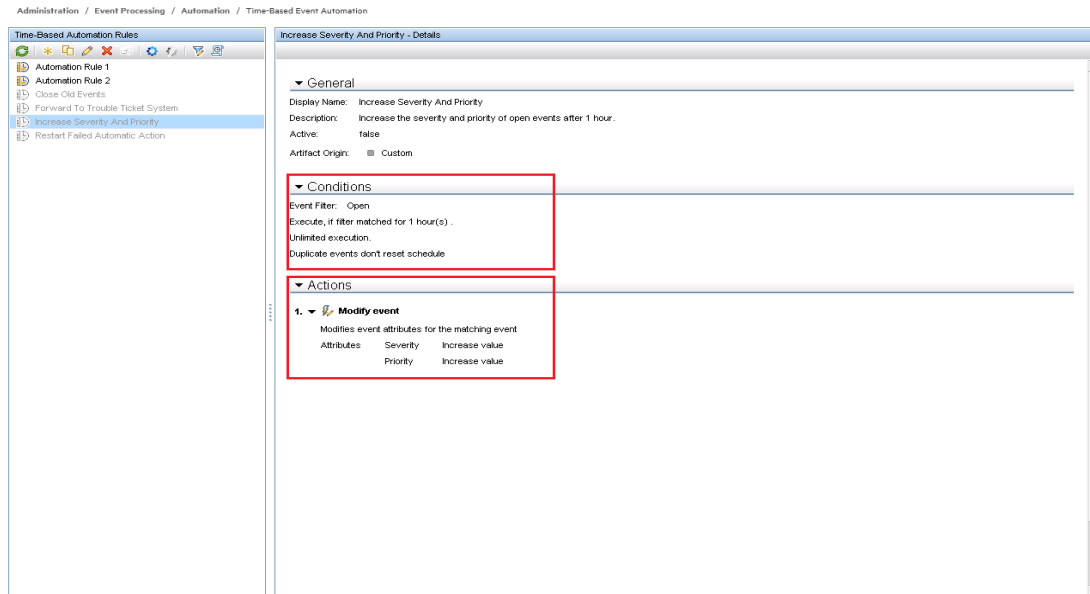 Administration / Event Processing / Automation / Time-Based Event Automation
Time-Based Automation Rules
Automation Rule 1
Automation Rule 2
Close Old Events
Forward To Trouble Ticket System
Increase Severity And Priority
Restart Failed Automatic Action
Increase Severity And Priority - Details
General
Display Name: Increase Severity And Priority
Description: Increase the severity and priority of open events after 1 hour.
Active: false
Artifact Origin: Custom
Conditions
Event Filter: Open
Execute, if filter matched for 1 hour(s) .
Unlimited execution.
Duplicate events don't reset schedule
Actions
1. Modify event
Modifies event attributes for the matching event
Attributes Severity Increase value
Priority Increase value